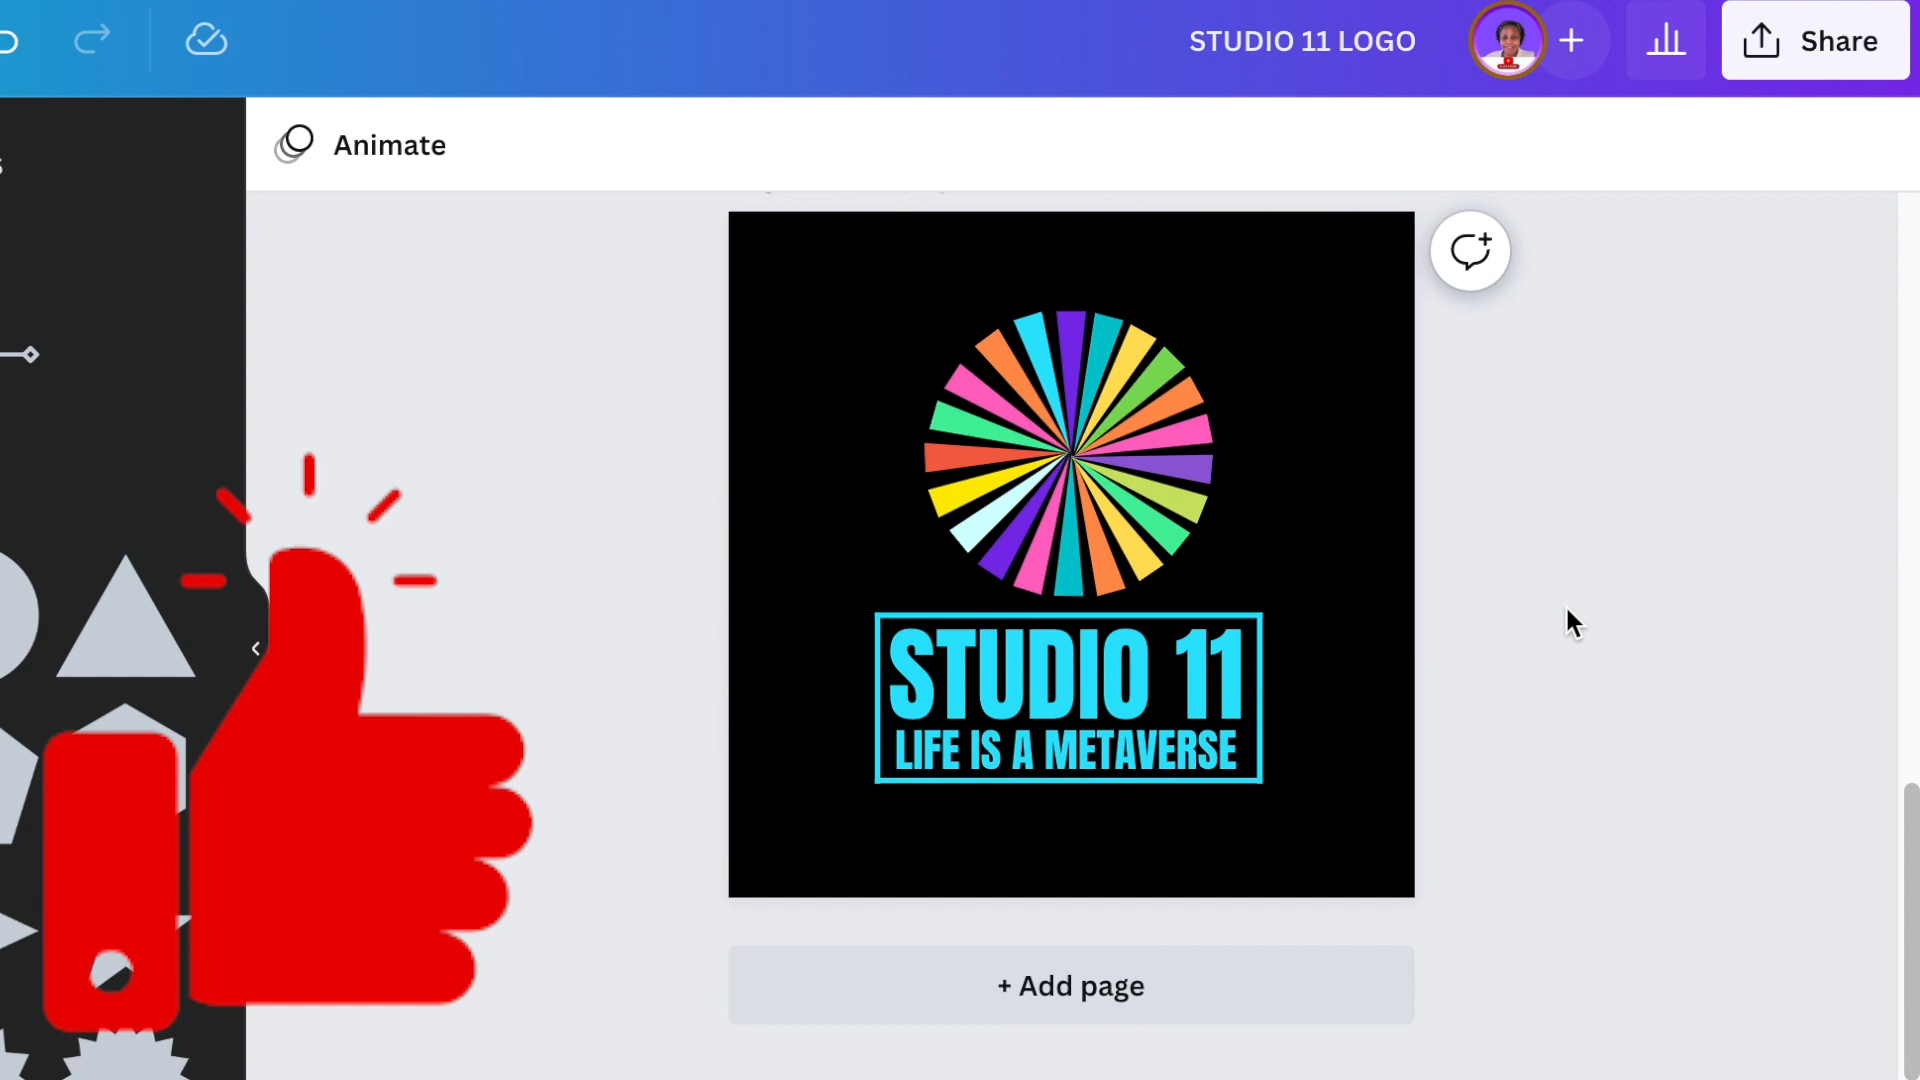 STUDIO 11 LOGO
Share
Animate
STUDIO 11
LIFE IS A METAVERSE
+ Add page